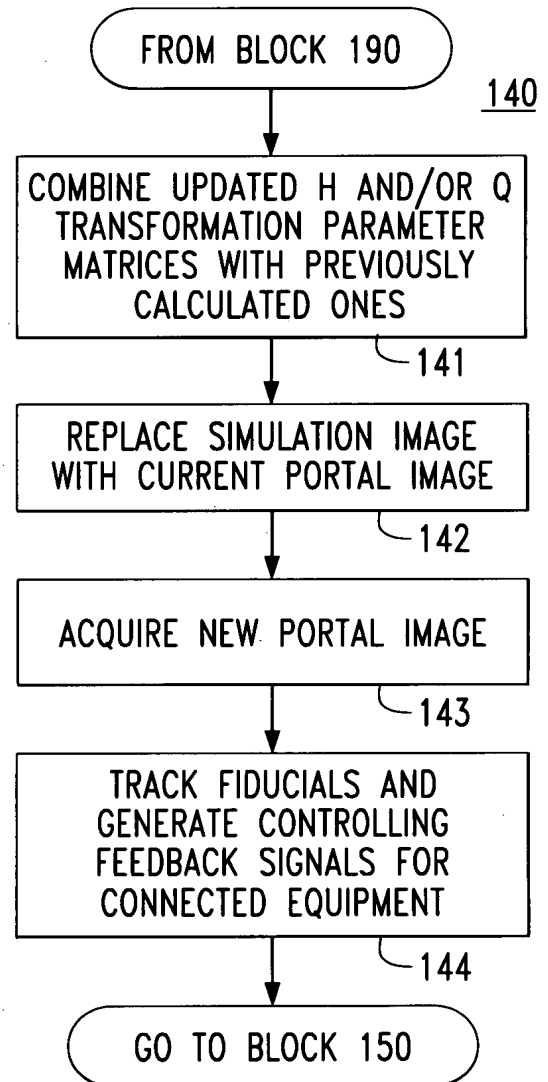 FROM BLOCK 190
140
COMBINE UPDATED H AND/OR Q
TRANSFORMATION PARAMETER
MATRICES WITH PREVIOUSLY
CALCULATED ONES
141
REPLACE SIMULATION IMAGE
WITH CURRENT PORTAL IMAGE
142
ACQUIRE NEW PORTAL IMAGE
143
TRACK FIDUCIALS AND
GENERATE CONTROLLING
FEEDBACK SIGNALS FOR
CONNECTED EQUIPMENT
144
GO TO BLOCK 150